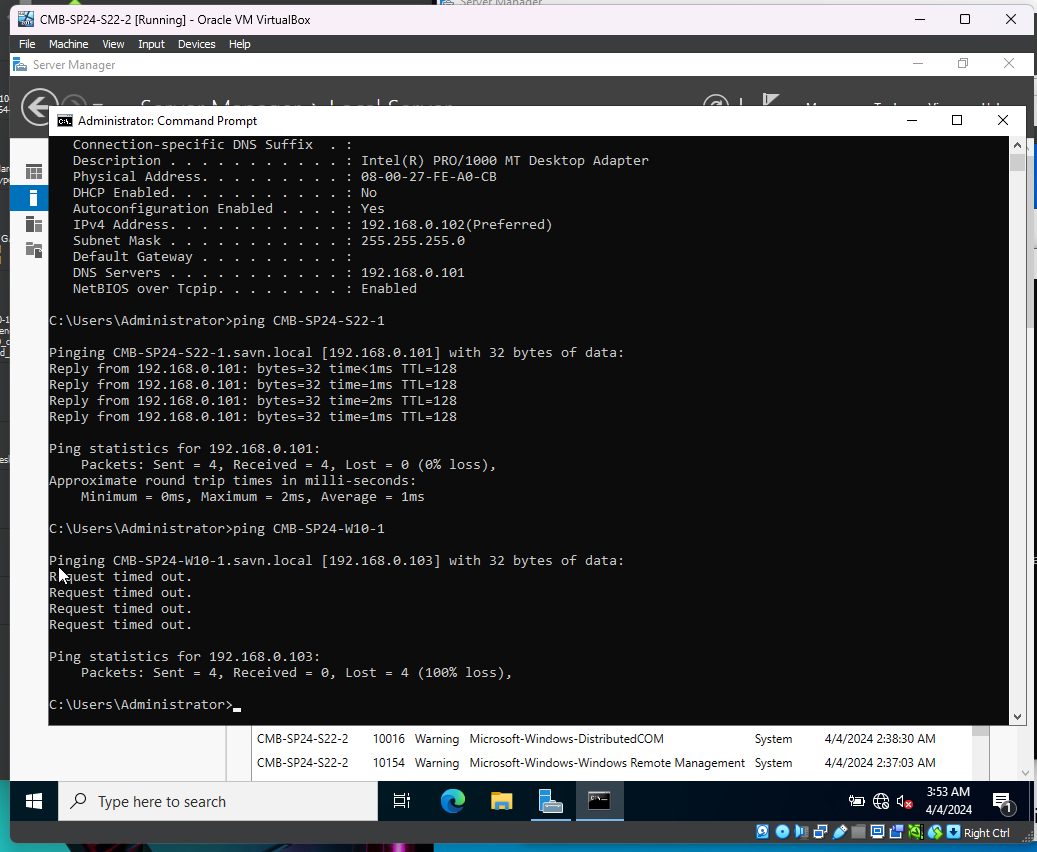 Server Manager
CMB-SP24-S22-2 [Running] - Oracle VM VirtualBox
File Machine View Input Devices Help
Server Manager
Administrator: Command Prompt
Connection-specific DNS Suffix . :
Description . . . . . . . . . . . : Intel(R) PRO/1000 MT Desktop Adapter
Physical Address. . . . . . . . . : 08-00-27-FE-A0-CB
DHCP Enabled. . . . . . . . . . . : No
Autoconfiguration Enabled . . . . : Yes
IPv4 Address. . . . . . . . . . . : 192.168.0.102(Preferred)
Subnet Mask . . . . . . . . . . . : 255.255.255.0
Default Gateway . . . . . . . . . :
DNS Servers . . . . . . . . . . . : 192.168.0.101
NetBIOS over Tcpip. . . . . . . . : Enabled
C:\Users\Administrator>ping CMB-SP24-S22-1
Pinging CMB-SP24-S22-1.savn.local [192.168.0.101] with 32 bytes of data:
Reply from 192.168.0.101: bytes=32 time<1ms TTL=128
Reply from 192.168.0.101: bytes=32 time=1ms TTL=128
Reply from 192.168.0.101: bytes=32 time=2ms TTL=128
Reply from 192.168.0.101: bytes=32 time=1ms TTL=128
Ping statistics for 192.168.0.101:
Packets: Sent = 4, Received = 4, Lost = 0 (0% loss),
Approximate round trip times in milli-seconds:
Minimum = 0ms, Maximum = 2ms, Average = 1ms
C:\Users\Administrator>ping CMB-SP24-W10-1
Pinging CMB-SP24-W10-1.savn.local [192.168.0.103] with 32 bytes of data:
Request timed out.
Request timed out.
Request timed out.
Request timed out.
Ping statistics for 192.168.0.103:
Packets: Sent = 4, Received = 0, Lost = 4 (100% loss),
C:\Users\Administrator>
CMB-SP24-S22-2 10016 Warning Microsoft-Windows-DistributedCOM System 4/4/2024 2:38:30 AM
CMB-SP24-S22-2 10154 Warning Microsoft-Windows-Windows Remote Management System 4/4/2024 2:37:03 AM
Type here to search
3:53 AM
4/4/2024
1
Right Ctrl